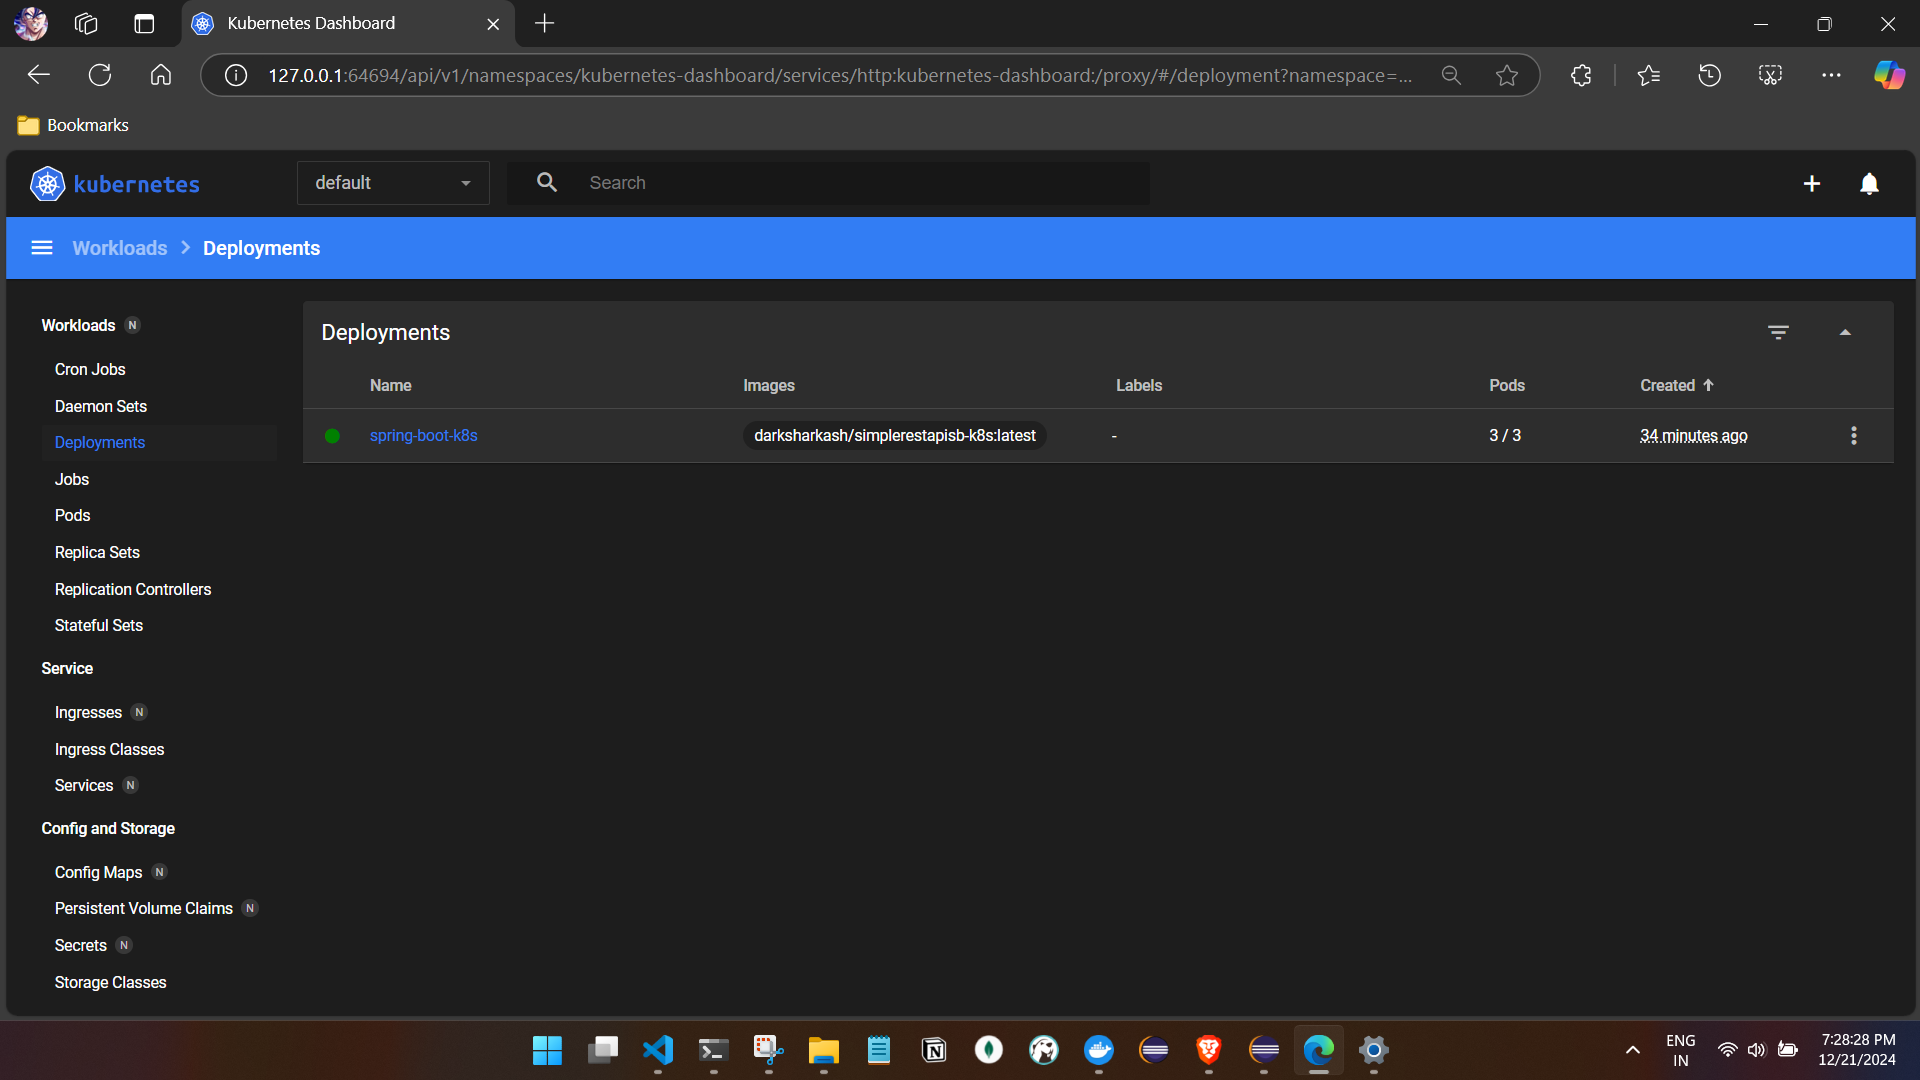 Kubernetes Dashboard
127.0.0.1:64694/api/v1/namespaces/kubernetes-dashboard/services/http:kubernetes-dashboard:/proxy/#/deployment?namespace=...
Bookmarks
kubernetes
default
Search
Workloads > Deployments
Workloads N
Cron Jobs
Daemon Sets
Deployments
Jobs
Pods
Replica Sets
Replication Controllers
Stateful Sets
Service
Ingresses N
Ingress Classes
Services N
Config and Storage
Config Maps N
Persistent Volume Claims N
Secrets N
Storage Classes
Deployments
Name Images Labels Pods Created
spring-boot-k8s darksharkash/simplerestapisb-k8s:latest - 3 / 3 34 minutes ago
ENG
IN
7:28:28 PM
12/21/2024